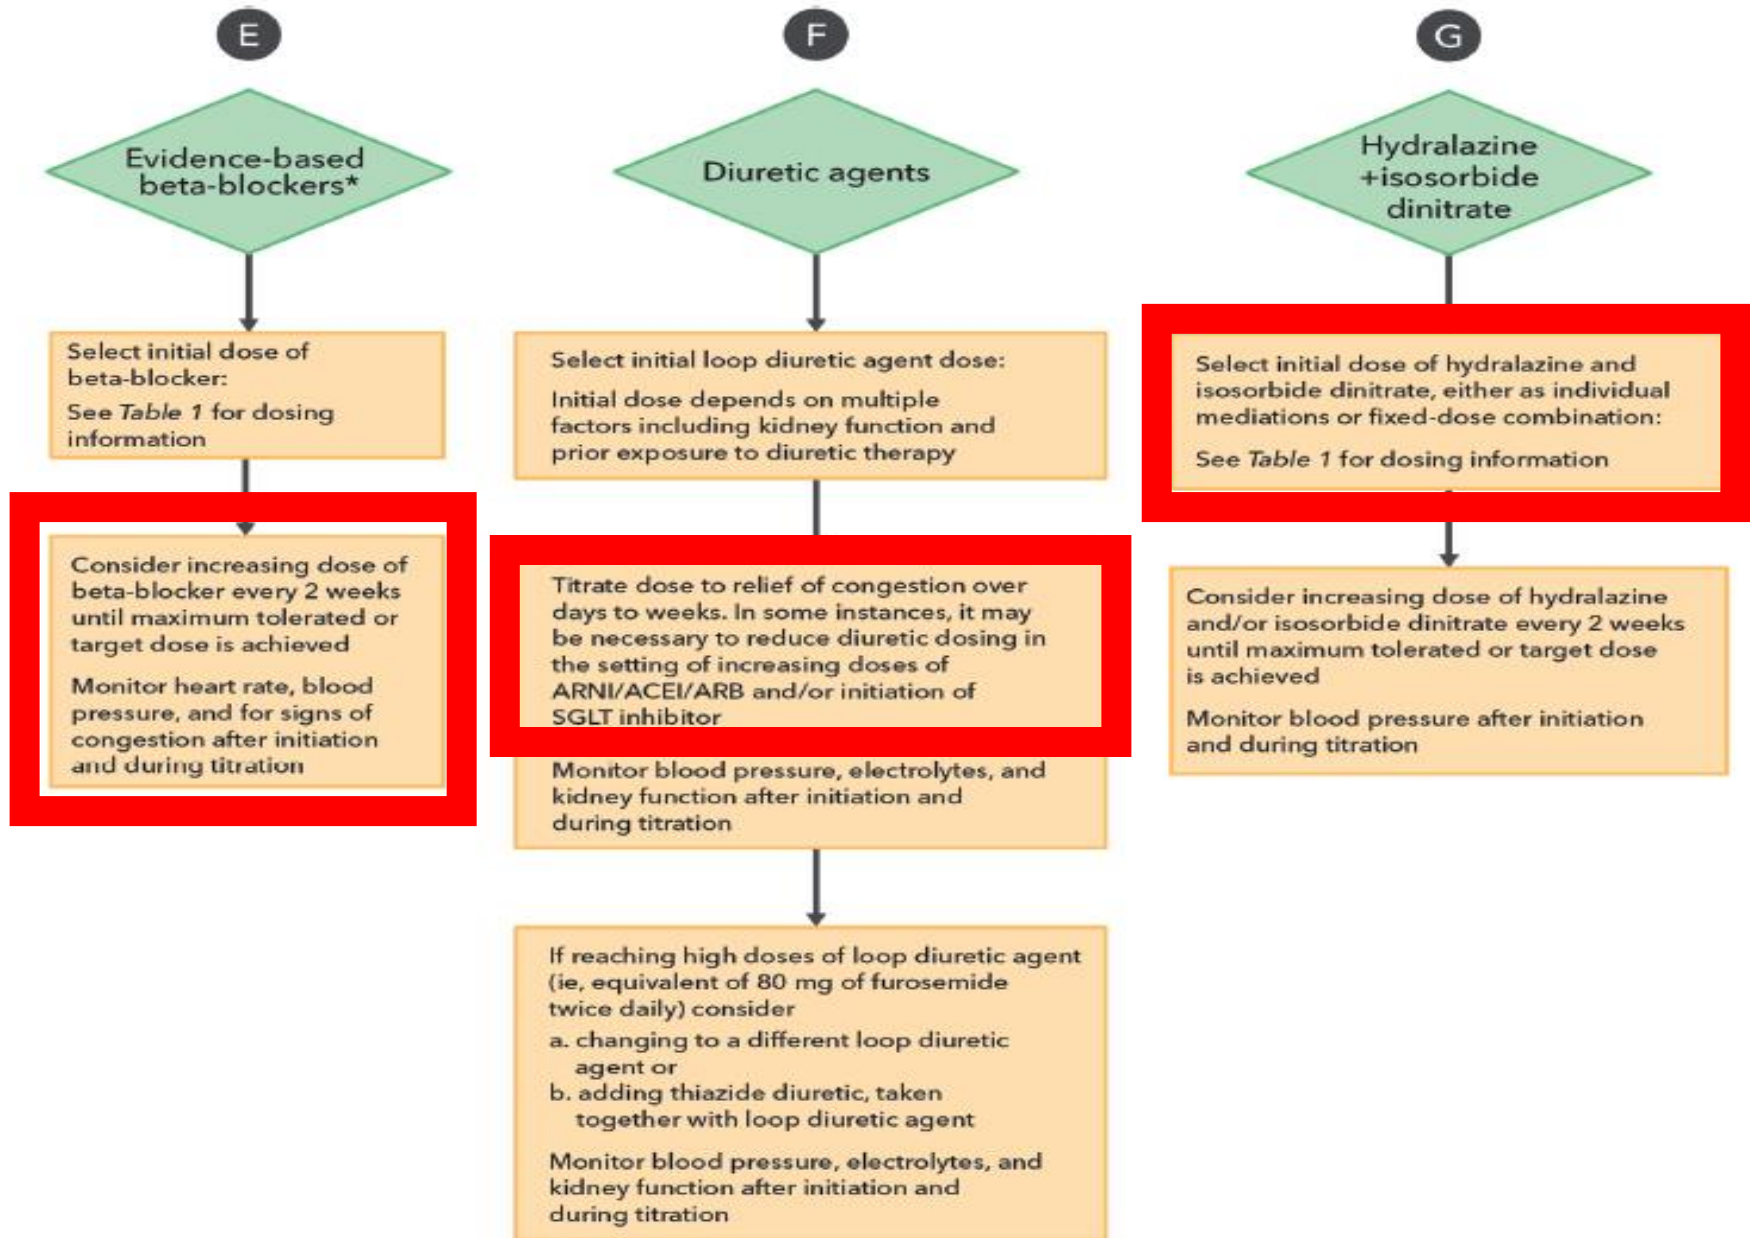 E
Evidence-based
beta-blockers*
Select initial dose of
beta-blocker:
See Table 1 for dosing
information
Consider increasing dose of
beta-blocker every 2 weeks
until maximum tolerated or
target dose is achieved
Monitor heart rate, blood
pressure, and for signs of
congestion after initiation
and during titration
F
Diuretic agents
Select initial loop diuretic agent dose:
Initial dose depends on multiple
factors including kidney function and
prior exposure to diuretic therapy
Titrate dose to relief of congestion over
days to weeks. In some instances, it may
be necessary to reduce diuretic dosing in
the setting of increasing doses of
ARNI/ACEI/ARB and/or initiation of
SGLT inhibitor
Monitor blood pressure, electrolytes, and
kidney function after initiation and
during titration
If reaching high doses of loop diuretic agent
(ie, equivalent of 80 mg of furosemide
twice daily) consider
a. changing to a different loop diuretic
agent or
b. adding thiazide diuretic, taken
together with loop diuretic agent
Monitor blood pressure, electrolytes, and
kidney function after initiation and
during titration
G
Hydralazine
+isosorbide
dinitrate
Select initial dose of hydralazine and
isosorbide dinitrate, either as individual
mediations or fixed-dose combination:
See Table 1 for dosing information
Consider increasing dose of hydralazine
and/or isosorbide dinitrate every 2 weeks
until maximum tolerated or target dose
is achieved
Monitor blood pressure after initiation
and during titration